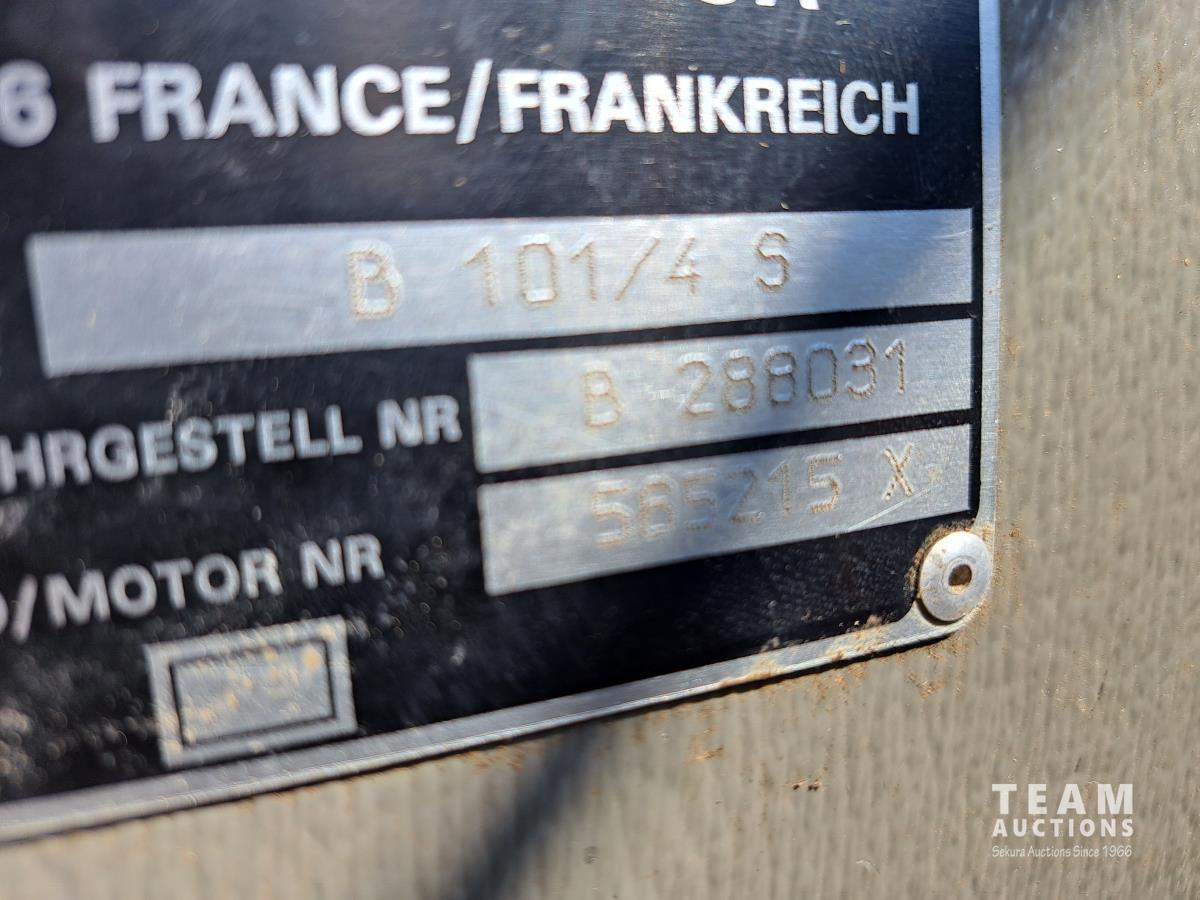 6 FRANCE/FRANKREICH
B 101/4 S
HRGESTELL NR B 288031
/MOTOR NR 565215 X
TEAM
AUCTIONS
Sekura Auctions Since 1966